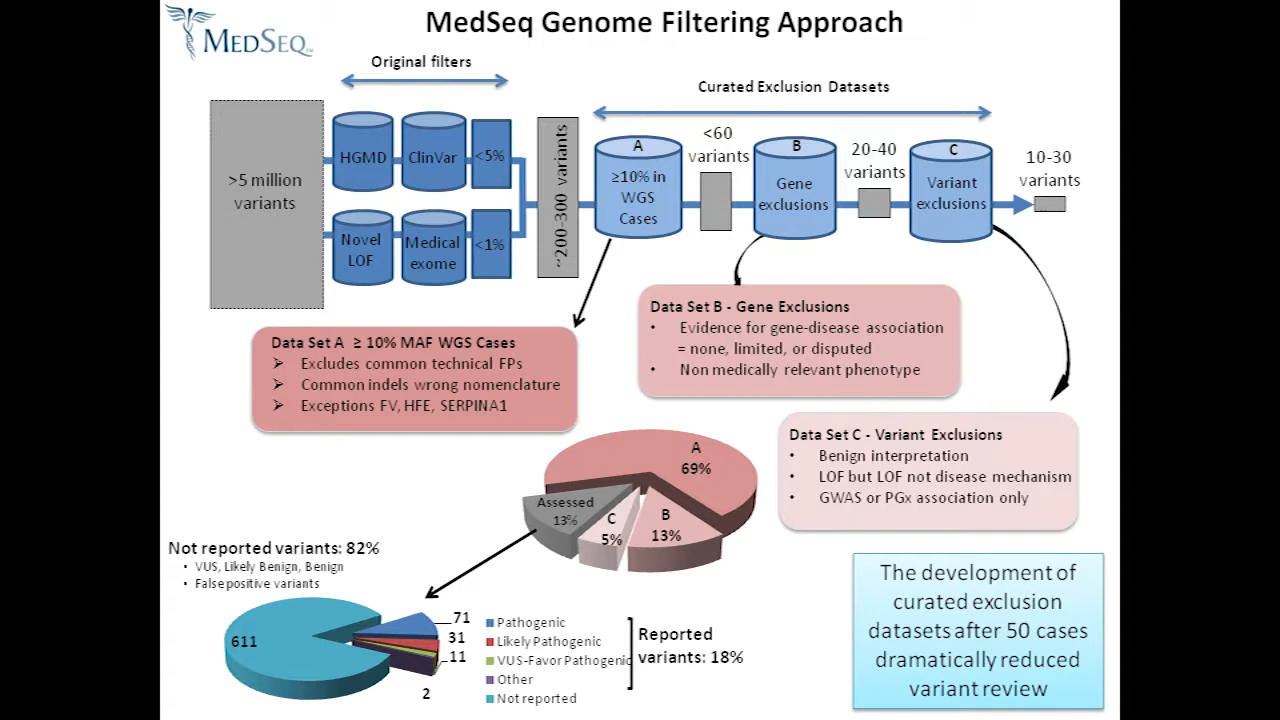 MEDSEQ™
MedSeq Genome Filtering Approach
Original filters
Curated Exclusion Datasets
>5 million
variants
HGMD
ClinVar
<5%
Novel
LOF
Medical
exome
<1%
~200-300 variants
A
≥10% in
WGS
Cases
<60
variants
B
Gene
exclusions
20-40
variants
C
Variant
exclusions
10-30
variants
Data Set A ≥ 10% MAF WGS Cases
➢ Excludes common technical FPs
➢ Common indels wrong nomenclature
➢ Exceptions FV, HFE, SERPINA1
Data Set B - Gene Exclusions
• Evidence for gene-disease association
= none, limited, or disputed
• Non medically relevant phenotype
Data Set C - Variant Exclusions
• Benign interpretation
• LOF but LOF not disease mechanism
• GWAS or PGx association only
A
69%
Assessed
13%
C
5%
B
13%
Not reported variants: 82%
• VUS, Likely Benign, Benign
• False positive variants
611
71
31
11
2
Pathogenic
Likely Pathogenic
VUS-Favor Pathogenic
Other
Not reported
Reported
variants: 18%
The development of
curated exclusion
datasets after 50 cases
dramatically reduced
variant review